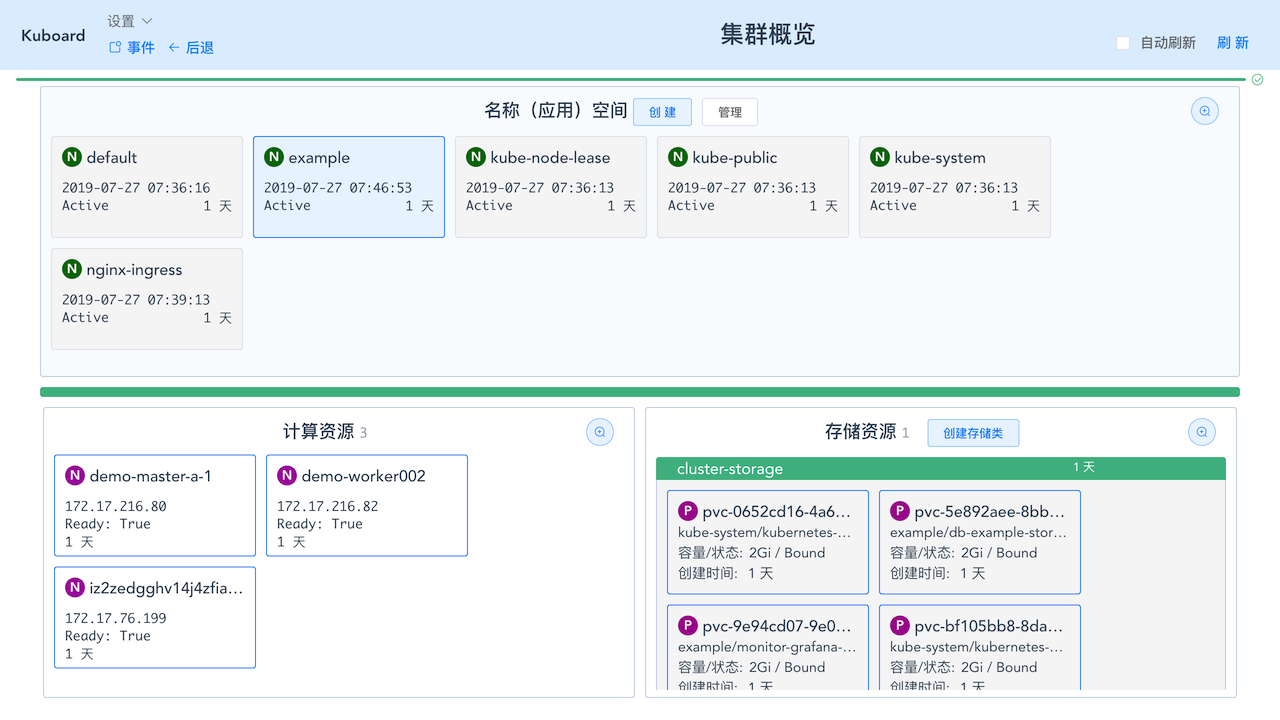 Kuboard
设置
事件 ← 后退
集群概览
自动刷新 刷 新
名称（应用）空间 创 建 管理
N default
2019-07-27 07:36:16
Active 1 天
N example
2019-07-27 07:46:53
Active 1 天
N kube-node-lease
2019-07-27 07:36:13
Active 1 天
N kube-public
2019-07-27 07:36:13
Active 1 天
N kube-system
2019-07-27 07:36:13
Active 1 天
N nginx-ingress
2019-07-27 07:39:13
Active 1 天
计算资源 3
N demo-master-a-1
172.17.216.80
Ready: True
1 天
N demo-worker002
172.17.216.82
Ready: True
1 天
N iz2zedgghv14j4zfia...
172.17.76.199
Ready: True
1 天
存储资源 1 创建存储类
cluster-storage 1 天
P pvc-0652cd16-4a6...
kube-system/kubernetes-...
容量/状态: 2Gi / Bound
创建时间: 1 天
P pvc-5e892aee-8bb...
example/db-example-stor...
容量/状态: 2Gi / Bound
创建时间: 1 天
P pvc-9e94cd07-9e0...
example/monitor-grafana-...
容量/状态: 2Gi / Bound
创建时间: 1 天
P pvc-bf105bb8-8da...
kube-system/kubernetes-...
容量/状态: 2Gi / Bound
创建时间: 1 天